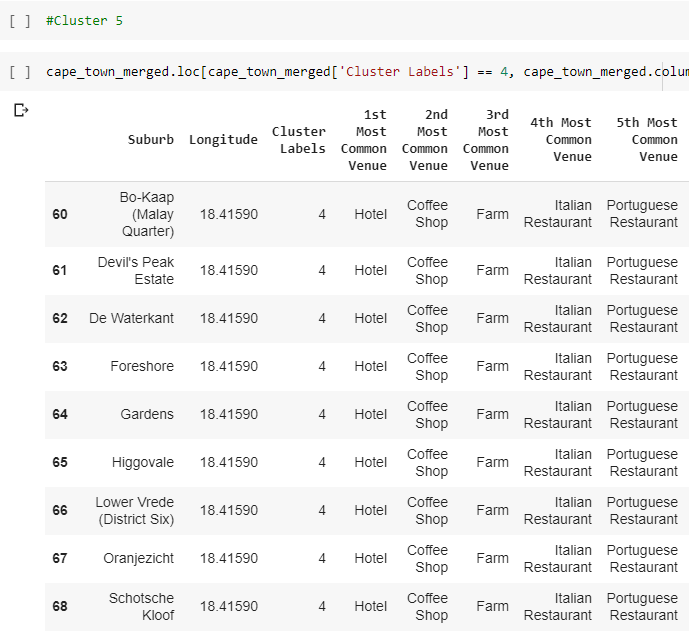 [ ] #Cluster 5
[ ] cape_town_merged.loc[cape_town_merged['Cluster Labels'] == 4, cape_town_merged.colum
Suburb Longitude Cluster Labels 1st Most Common Venue 2nd Most Common Venue 3rd Most Common Venue 4th Most Common Venue 5th Most Common Venue
60 Bo-Kaap (Malay Quarter) 18.41590 4 Hotel Coffee Shop Farm Italian Restaurant Portuguese Restaurant
61 Devil's Peak Estate 18.41590 4 Hotel Coffee Shop Farm Italian Restaurant Portuguese Restaurant
62 De Waterkant 18.41590 4 Hotel Coffee Shop Farm Italian Restaurant Portuguese Restaurant
63 Foreshore 18.41590 4 Hotel Coffee Shop Farm Italian Restaurant Portuguese Restaurant
64 Gardens 18.41590 4 Hotel Coffee Shop Farm Italian Restaurant Portuguese Restaurant
65 Higgovale 18.41590 4 Hotel Coffee Shop Farm Italian Restaurant Portuguese Restaurant
66 Lower Vrede (District Six) 18.41590 4 Hotel Coffee Shop Farm Italian Restaurant Portuguese Restaurant
67 Oranjezicht 18.41590 4 Hotel Coffee Shop Farm Italian Restaurant Portuguese Restaurant
68 Schotsche Kloof 18.41590 4 Hotel Coffee Shop Farm Italian Restaurant Portuguese Restaurant